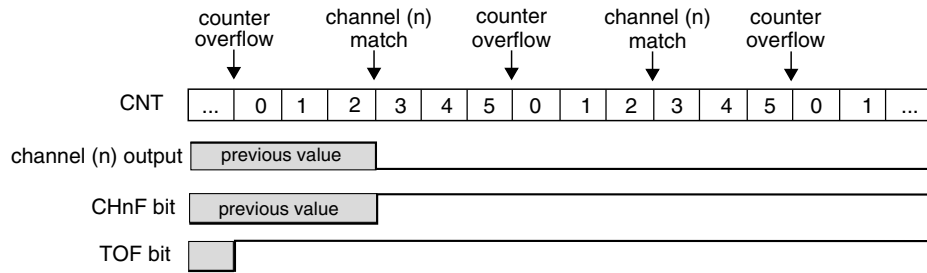 counter overflow
channel (n) match
counter overflow
channel (n) match
counter overflow
CNT ... 0 1 2 3 4 5 0 1 2 3 4 5 0 1 ...
channel (n) output previous value
CHnF bit previous value
TOF bit